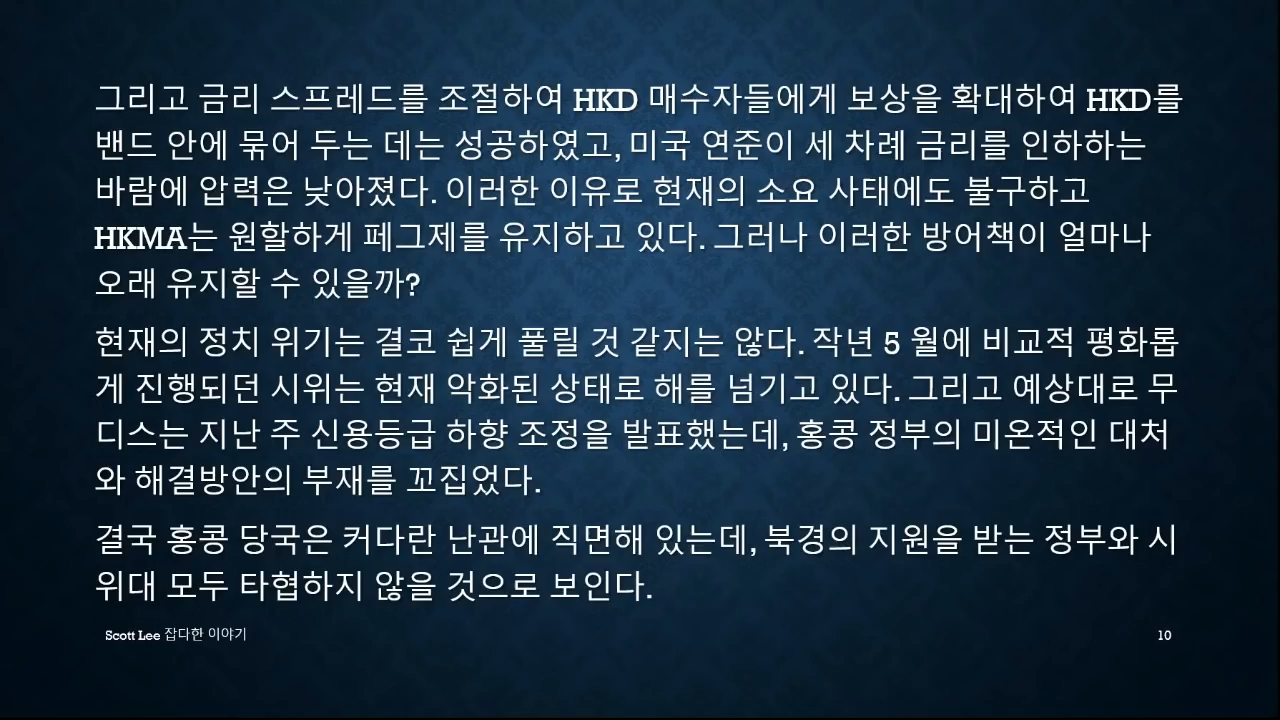 그리고 금리 스프레드를 조절하여 HKD 매수자들에게 보상을 확대하여 HKD를
밴드 안에 묶어 두는 데는 성공하였고, 미국 연준이 세 차례 금리를 인하하는
바람에 압력은 낮아졌다. 이러한 이유로 현재의 소요 사태에도 불구하고
HKMA는 원할하게 페그제를 유지하고 있다. 그러나 이러한 방어책이 얼마나
오래 유지할 수 있을까?
현재의 정치 위기는 결코 쉽게 풀릴 것 같지는 않다. 작년 5 월에 비교적 평화롭
게 진행되던 시위는 현재 악화된 상태로 해를 넘기고 있다. 그리고 예상대로 무
디스는 지난 주 신용등급 하향 조정을 발표했는데, 홍콩 정부의 미온적인 대처
와 해결방안의 부재를 꼬집었다.
결국 홍콩 당국은 커다란 난관에 직면해 있는데, 북경의 지원을 받는 정부와 시
위대 모두 타협하지 않을 것으로 보인다.
Scott Lee 잡다한 이야기
10